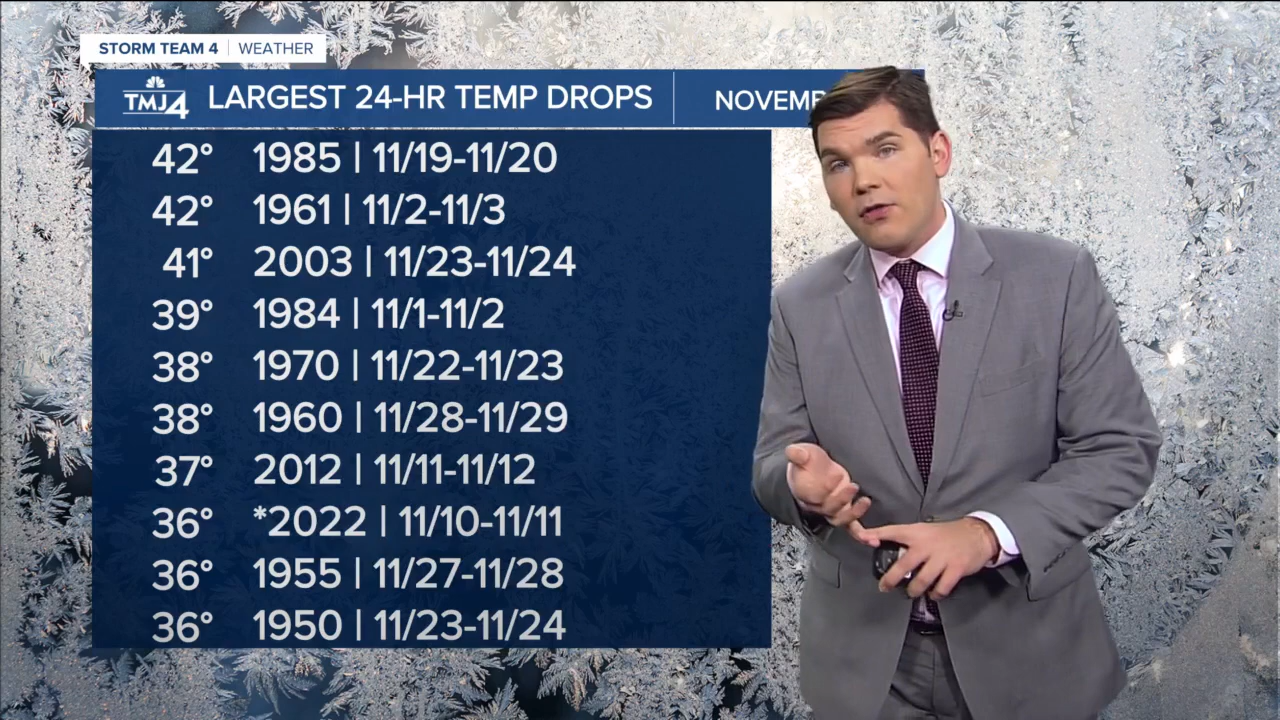 STORM TEAM 4 | WEATHER
TMJ4 LARGEST 24-HR TEMP DROPS
42° 1985 | 11/19-11/20
42° 1961 | 11/2-11/3
41° 2003 | 11/23-11/24
39° 1984 | 11/1-11/2
38° 1970 | 11/22-11/23
38° 1960 | 11/28-11/29
37° 2012 | 11/11-11/12
36° *2022 | 11/10-11/11
36° 1955 | 11/27-11/28
36° 1950 | 11/23-11/24